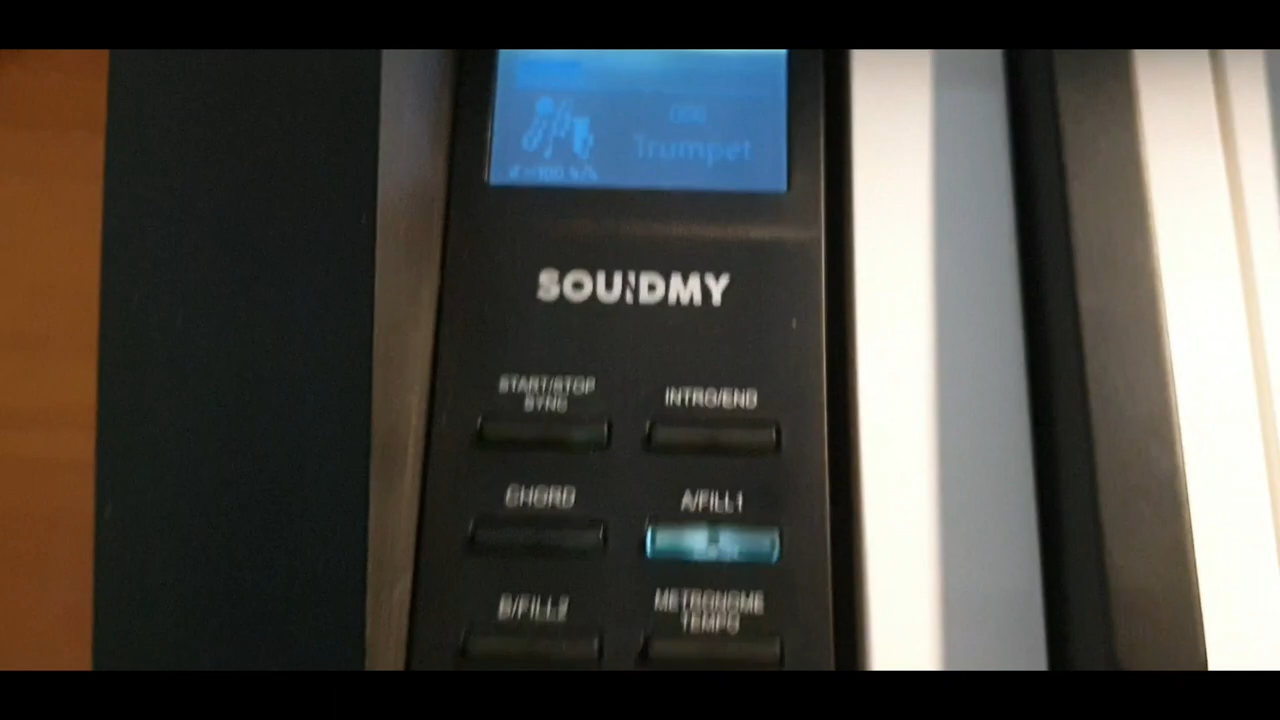 Trumpet
SOUIDMY
START/STOP
SYNC
INTRO/END
CHORD
A/FILL1
B/FILL2
METRONOME
TEMPO